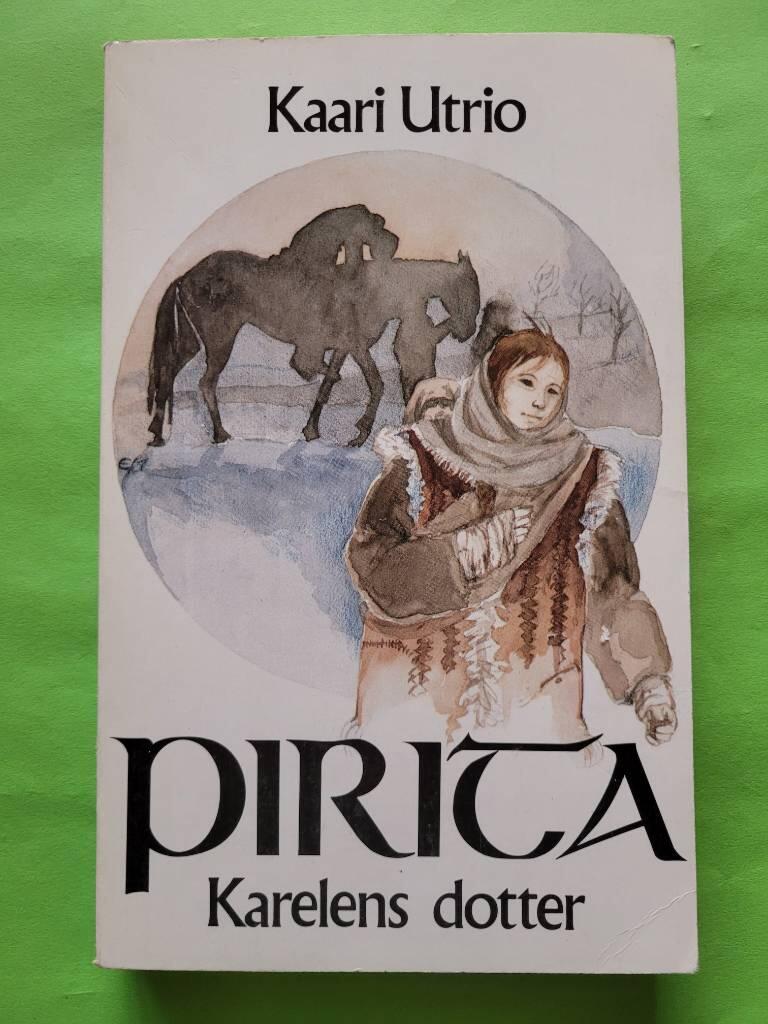 Kaari Utrio
PIRITA
Karelens dotter